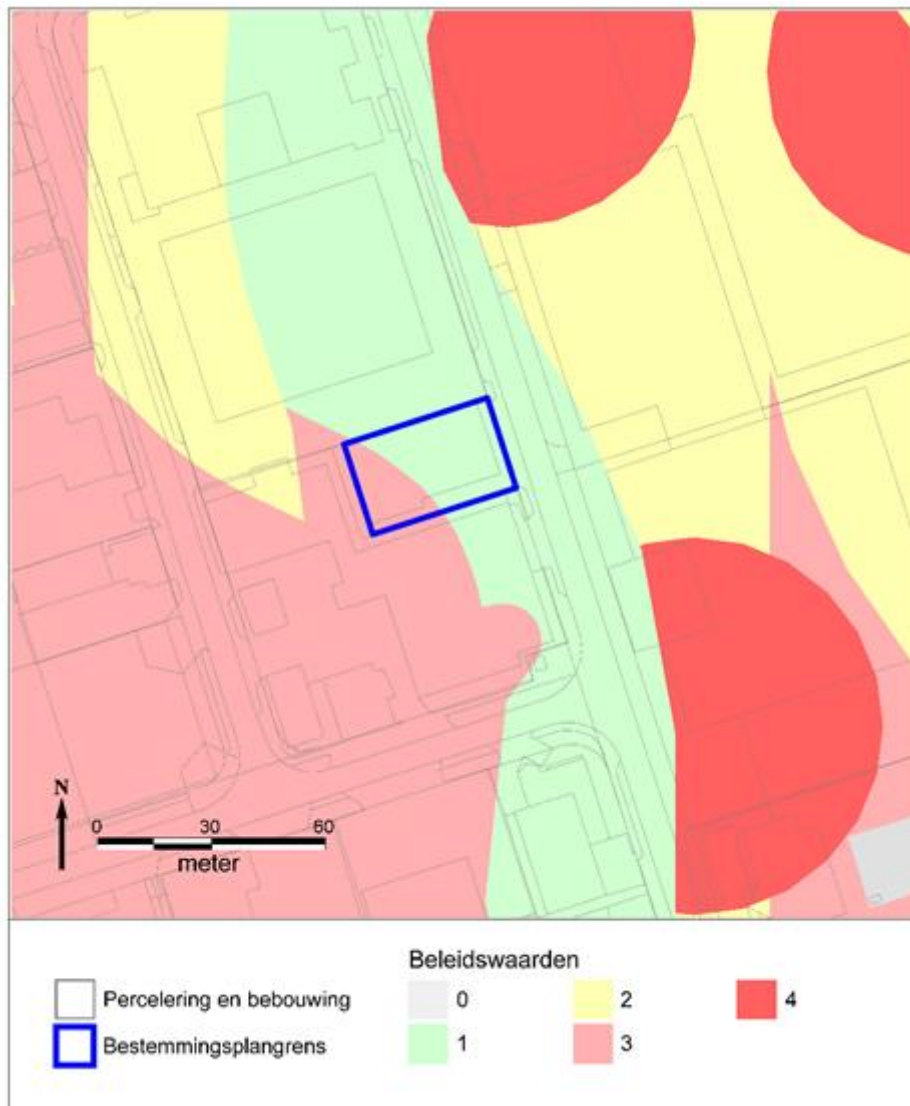 N
0 30 60
meter
Beleidswaarden
Percelering en bebouwing
Bestemmingsplangrens
0
1
2
3
4